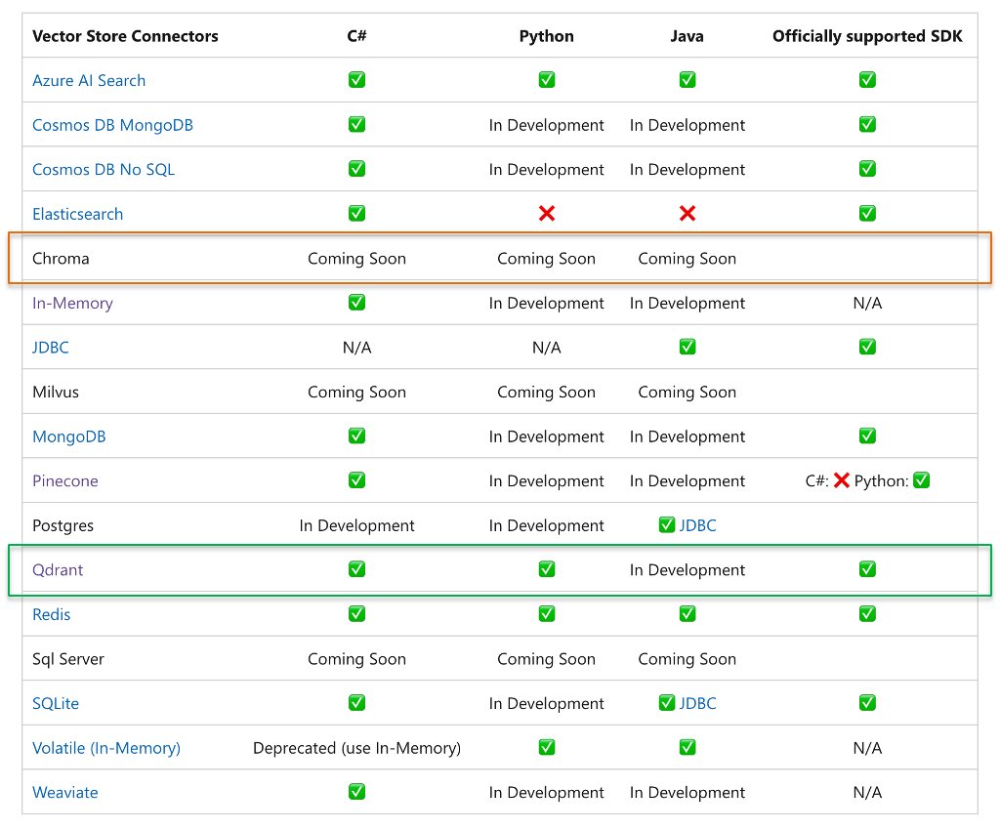 Vector Store Connectors C# Python Java Officially supported SDK
Azure AI Search ✅ ✅ ✅ ✅
Cosmos DB MongoDB ✅ In Development In Development ✅
Cosmos DB No SQL ✅ In Development In Development ✅
Elasticsearch ✅ ❌ ❌ ✅
Chroma Coming Soon Coming Soon Coming Soon
In-Memory ✅ In Development In Development N/A
JDBC N/A N/A ✅ ✅
Milvus Coming Soon Coming Soon Coming Soon
MongoDB ✅ In Development In Development ✅
Pinecone ✅ In Development In Development C#: ❌ Python: ✅
Postgres In Development In Development ✅ JDBC
Qdrant ✅ ✅ In Development ✅
Redis ✅ ✅ ✅ ✅
Sql Server Coming Soon Coming Soon Coming Soon
SQLite ✅ In Development ✅ JDBC ✅
Volatile (In-Memory) Deprecated (use In-Memory) ✅ ✅ N/A
Weaviate ✅ In Development In Development N/A